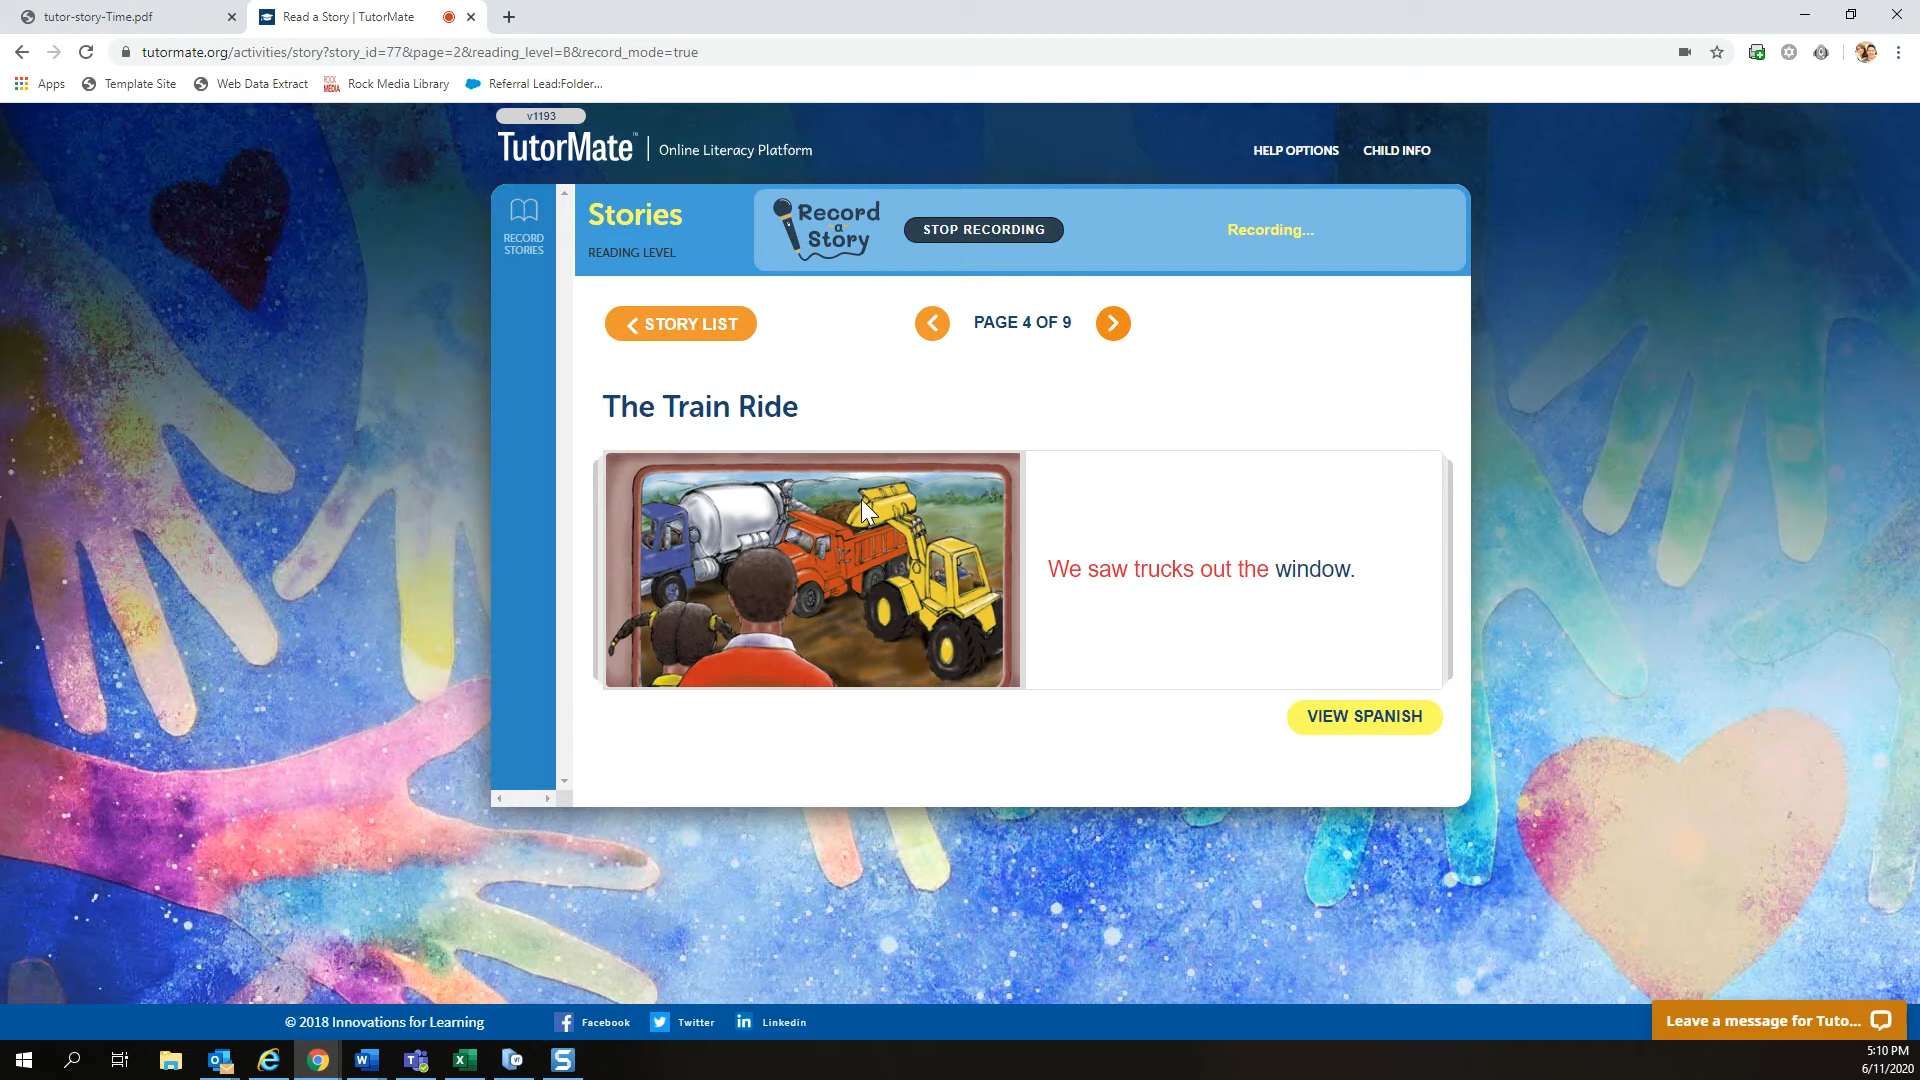 tutor-story-Time.pdf
Read a Story | TutorMate
tutormate.org/activities/story?story_id=77&page=2&reading_level=B&record_mode=true
Apps Template Site Web Data Extract ROCK MEDIA Rock Media Library Referral Lead:Folder...
v1193
TutorMate™ | Online Literacy Platform
HELP OPTIONS CHILD INFO
RECORD STORIES
Stories
READING LEVEL
Record
a
Story
STOP RECORDING
Recording...
STORY LIST
PAGE 4 OF 9
The Train Ride
We saw trucks out the window.
VIEW SPANISH
© 2018 Innovations for Learning
Facebook Twitter Linkedin
Leave a message for Tuto...
5:10 PM
6/11/2020